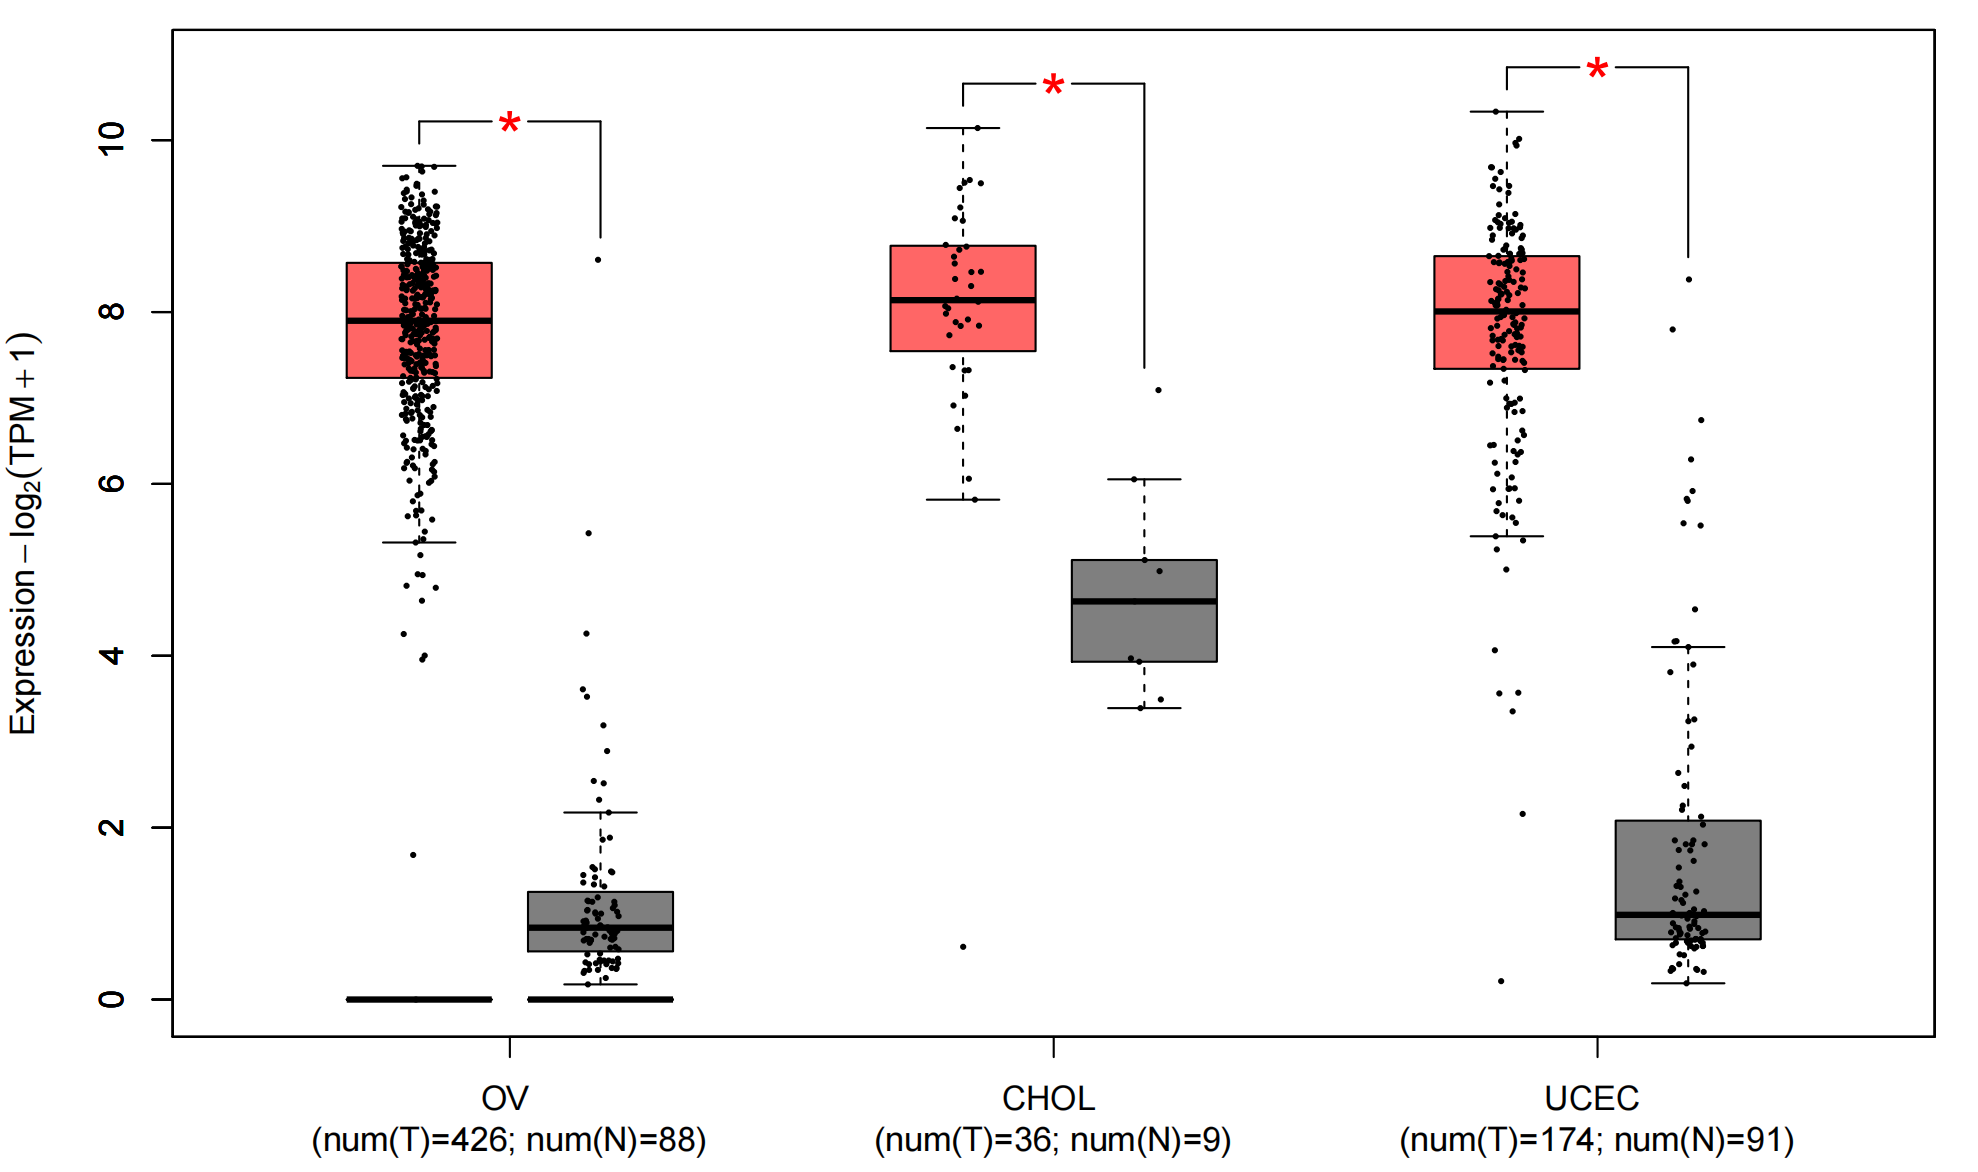 Expression – log₂(TPM + 1)
10
8
6
4
2
0
*
*
*
OV
(num(T)=426; num(N)=88)
CHOL
(num(T)=36; num(N)=9)
UCEC
(num(T)=174; num(N)=91)